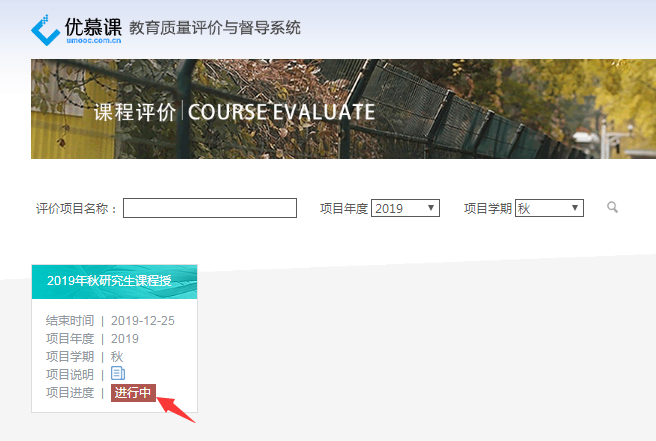 优慕课 教育质量评价与督导系统
umooc.com.cn
课程评价|COURSE EVALUATE
评价项目名称： 项目年度 2019 项目学期 秋
2019年秋研究生课程授
结束时间 | 2019-12-25
项目年度 | 2019
项目学期 | 秋
项目说明 |
项目进度 | 进行中